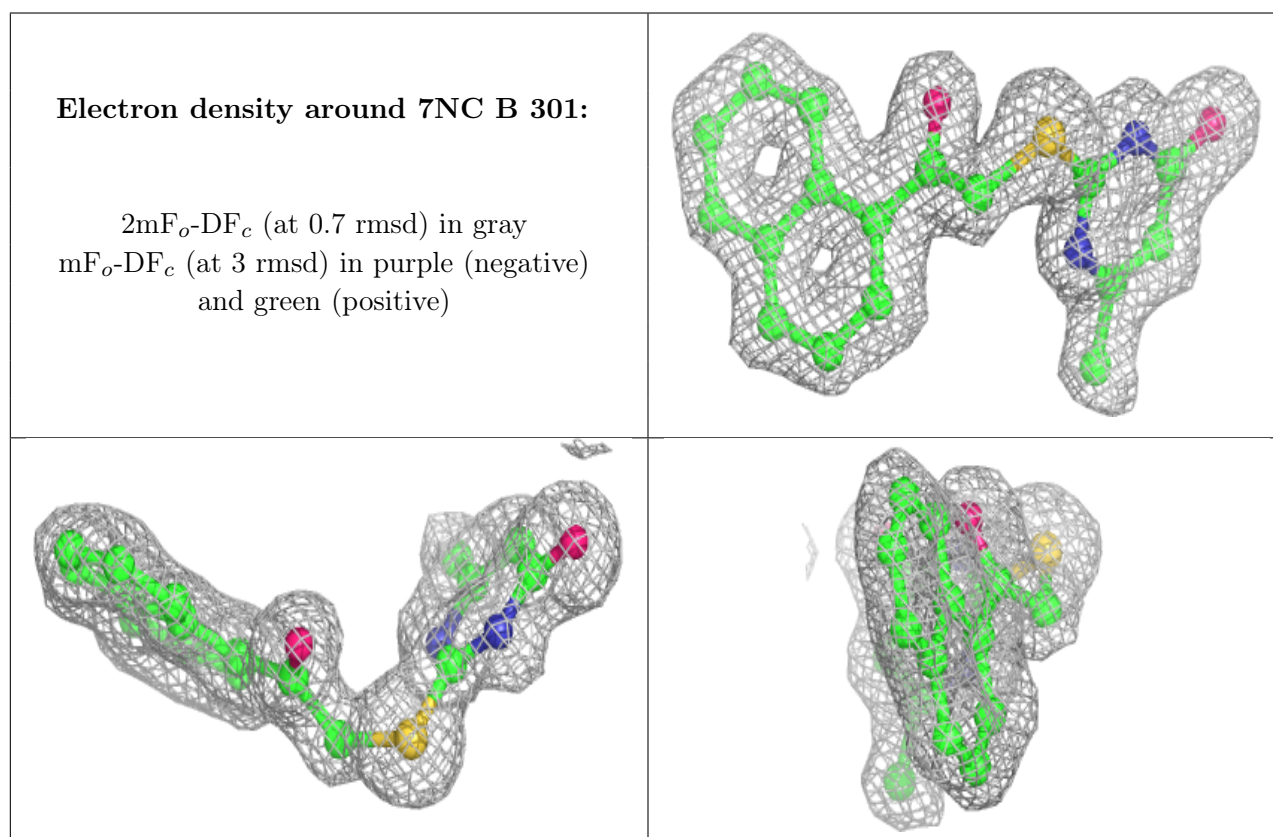 Electron density around 7NC B 301:
2mFo-DFc (at 0.7 rmsd) in gray
mFo-DFc (at 3 rmsd) in purple (negative)
and green (positive)